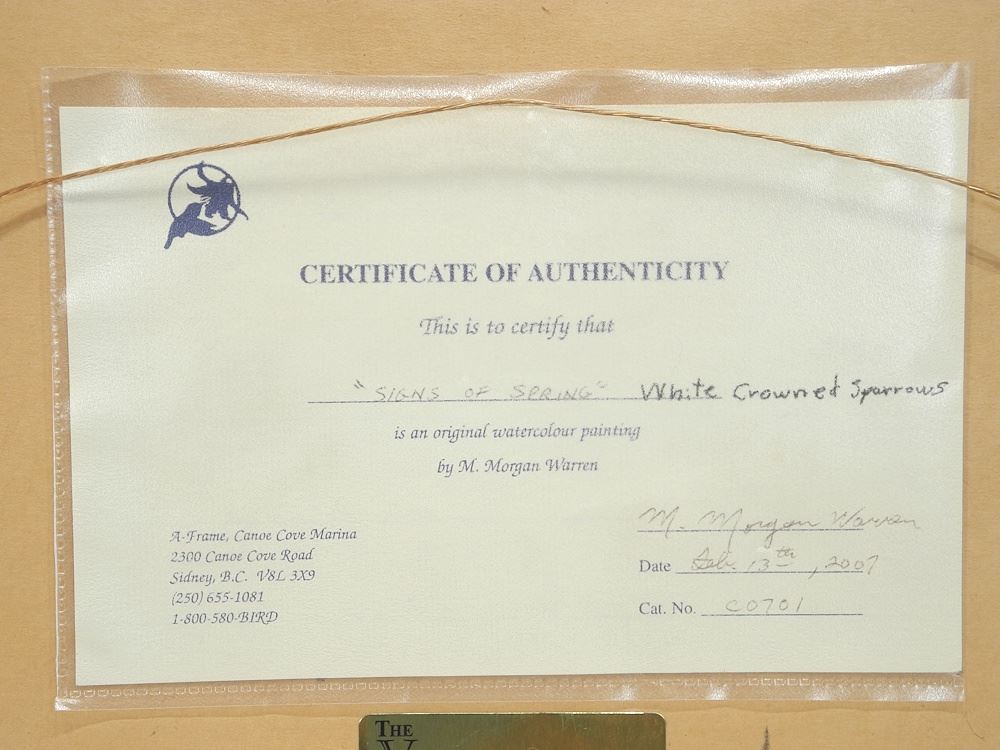 CERTIFICATE OF AUTHENTICITY
This is to certify that
"SIGNS OF SPRING" White Crowned Sparrows
is an original watercolour painting
by M. Morgan Warren
M. Morgan Warren
Date Feb. 13th, 2007
Cat. No. C0701
A-Frame, Canoe Cove Marina
2300 Canoe Cove Road
Sidney, B.C. V8L 3X9
(250) 655-1081
1-800-580-BIRD
THE